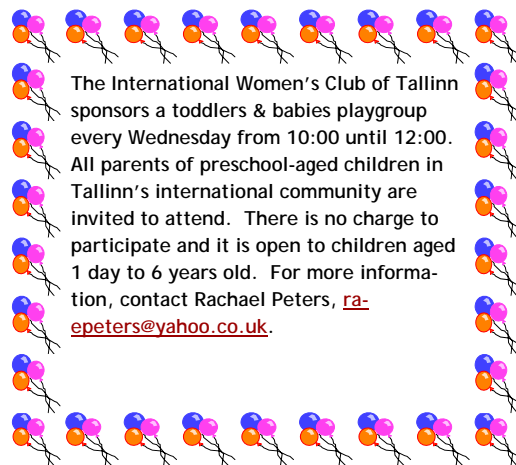 The International Women's Club of Tallinn
sponsors a toddlers & babies playgroup
every Wednesday from 10:00 until 12:00.
All parents of preschool-aged children in
Tallinn's international community are
invited to attend.  There is no charge to
participate and it is open to children aged
1 day to 6 years old.  For more informa-
tion, contact Rachael Peters, ra-
epeters@yahoo.co.uk.